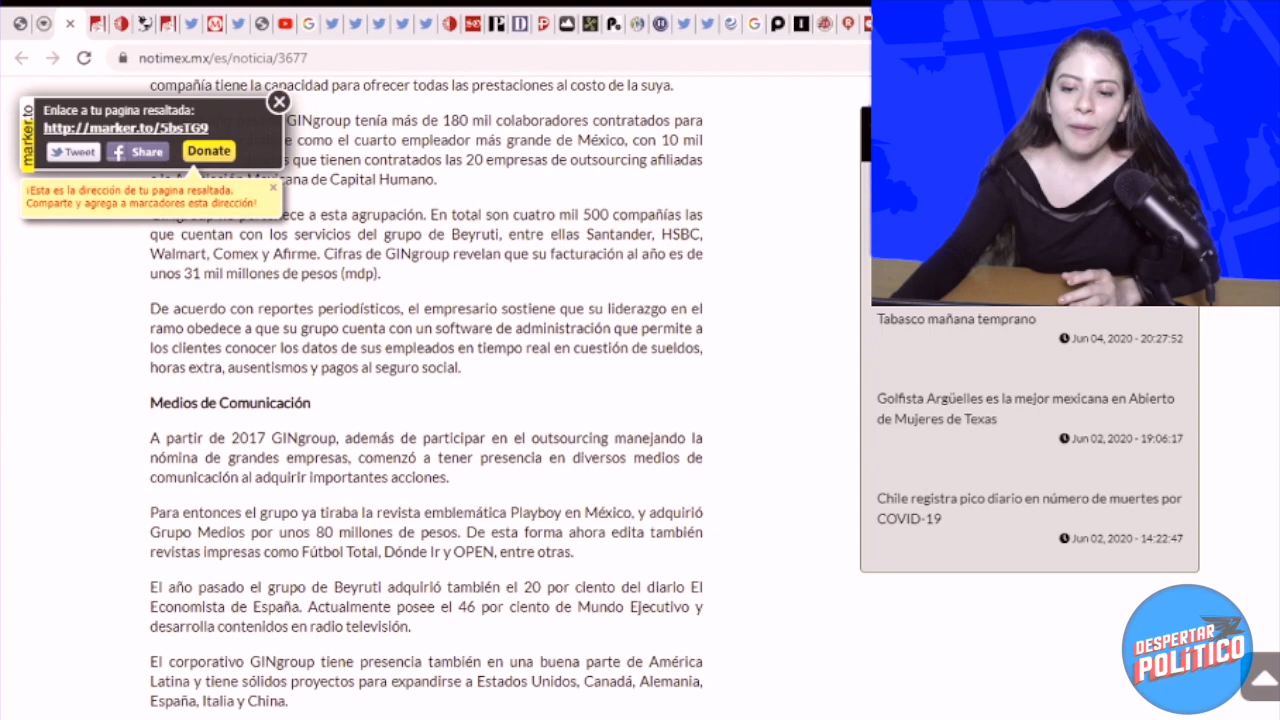 notimex.mx/es/noticia/3677
compañía tiene la capacidad para ofrecer todas las prestaciones al costo de la suya.
Enlace a tu pagina resaltada:
http://marker.to/5bsTG9
marker.to
Tweet
Share
Donate
¡Esta es la dirección de tu pagina resaltada.
Comparte y agrega a marcadores esta dirección!
GINgroup tenía más de 180 mil colaboradores contratados para
como el cuarto empleador más grande de México, con 10 mil
que tienen contratados las 20 empresas de outsourcing afiliadas
Mexicana de Capital Humano.
a esta agrupación. En total son cuatro mil 500 compañías las
que cuentan con los servicios del grupo de Beyruti, entre ellas Santander, HSBC,
Walmart, Comex y Afirme. Cifras de GINgroup revelan que su facturación al año es de
unos 31 mil millones de pesos (mdp).
De acuerdo con reportes periodísticos, el empresario sostiene que su liderazgo en el
ramo obedece a que su grupo cuenta con un software de administración que permite a
los clientes conocer los datos de sus empleados en tiempo real en cuestión de sueldos,
horas extra, ausentismos y pagos al seguro social.
Medios de Comunicación
A partir de 2017 GINgroup, además de participar en el outsourcing manejando la
nómina de grandes empresas, comenzó a tener presencia en diversos medios de
comunicación al adquirir importantes acciones.
Para entonces el grupo ya tiraba la revista emblemática Playboy en México, y adquirió
Grupo Medios por unos 80 millones de pesos. De esta forma ahora edita también
revistas impresas como Fútbol Total, Dónde Ir y OPEN, entre otras.
El año pasado el grupo de Beyruti adquirió también el 20 por ciento del diario El
Economista de España. Actualmente posee el 46 por ciento de Mundo Ejecutivo y
desarrolla contenidos en radio televisión.
El corporativo GINgroup tiene presencia también en una buena parte de América
Latina y tiene sólidos proyectos para expandirse a Estados Unidos, Canadá, Alemania,
España, Italia y China.
Tabasco mañana temprano
Jun 04, 2020 - 20:27:52
Golfista Argüelles es la mejor mexicana en Abierto
de Mujeres de Texas
Jun 02, 2020 - 19:06:17
Chile registra pico diario en número de muertes por
COVID-19
Jun 02, 2020 - 14:22:47
DESPERTAR
POLÍTICO